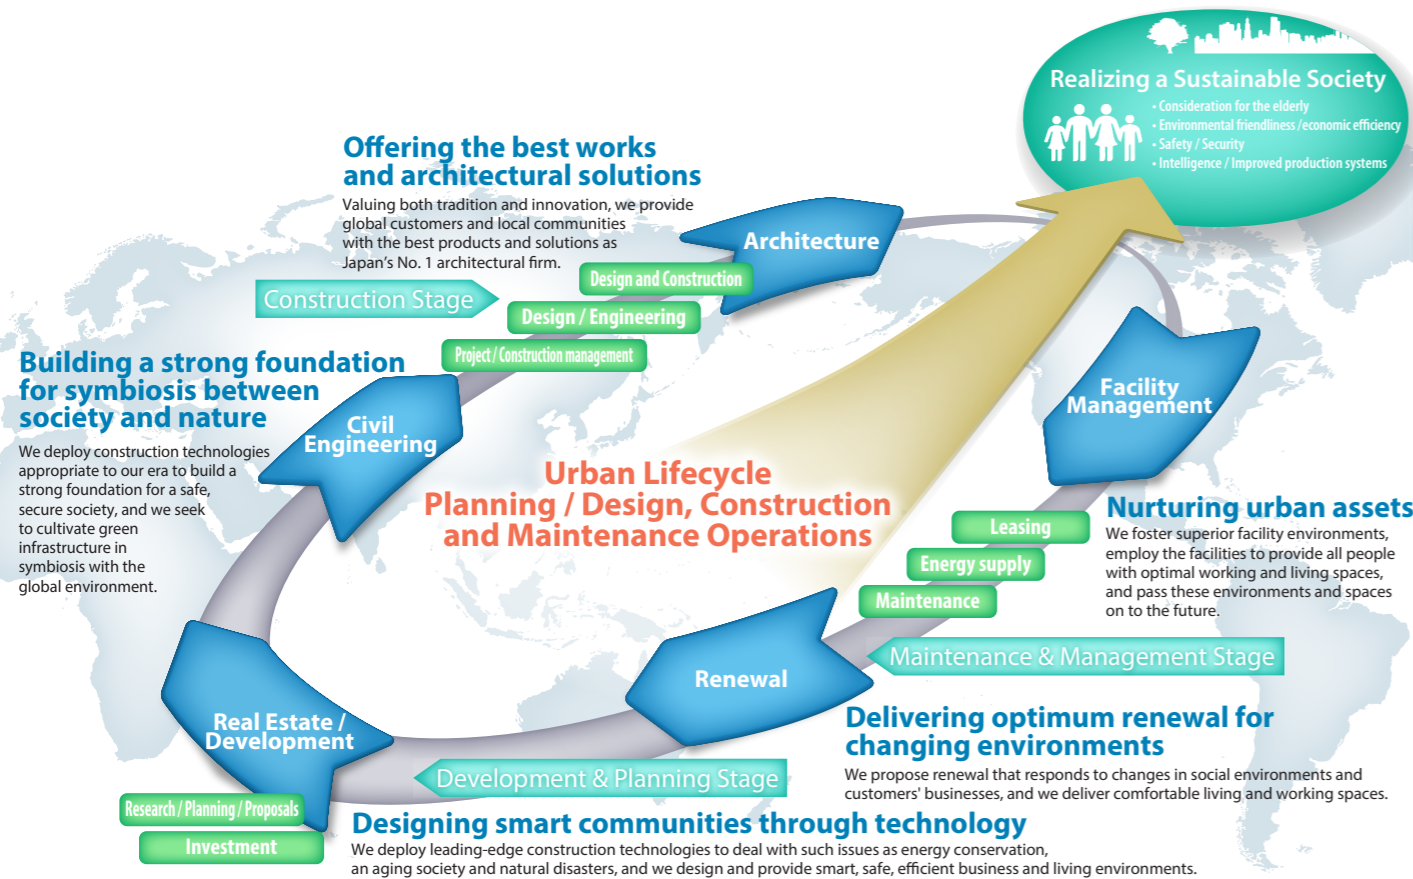 Realizing a Sustainable Society
• Consideration for the elderly
• Environmental friendliness / economic efficiency
• Safety / Security
• Intelligence / Improved production systems
Offering the best works
and architectural solutions
Valuing both tradition and innovation, we provide
global customers and local communities
with the best products and solutions as
Japan's No. 1 architectural firm.
Architecture
Design and Construction
Construction Stage
Design / Engineering
Project / Construction management
Building a strong foundation
for symbiosis between
society and nature
We deploy construction technologies
appropriate to our era to build a
strong foundation for a safe,
secure society, and we seek
to cultivate green
infrastructure in
symbiosis with the
global environment.
Civil
Engineering
Facility
Management
Urban Lifecycle
Planning / Design, Construction
and Maintenance Operations
Nurturing urban assets
We foster superior facility environments,
employ the facilities to provide all people
with optimal working and living spaces,
and pass these environments and spaces
on to the future.
Leasing
Energy supply
Maintenance
Maintenance & Management Stage
Renewal
Delivering optimum renewal for
changing environments
We propose renewal that responds to changes in social environments and
customers' businesses, and we deliver comfortable living and working spaces.
Real Estate /
Development
Development & Planning Stage
Research / Planning / Proposals
Investment
Designing smart communities through technology
We deploy leading-edge construction technologies to deal with such issues as energy conservation,
an aging society and natural disasters, and we design and provide smart, safe, efficient business and living environments.